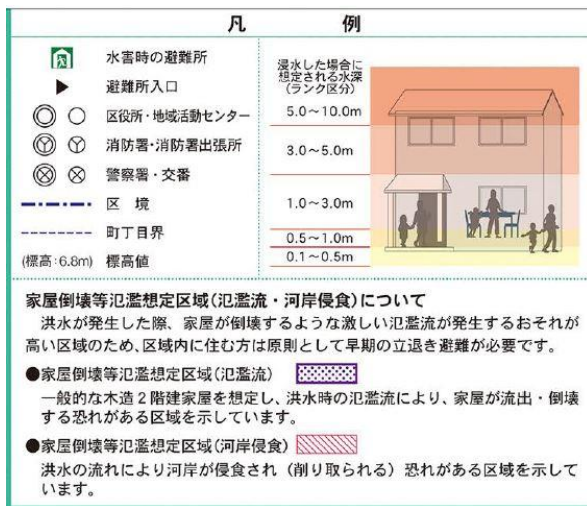 凡 例
水害時の避難所
避難所入口
区役所・地域活動センター
消防署・消防署出張所
警察署・交番
区 境
町丁目界
(標高:6.8m) 標高値
浸水した場合に
想定される水深
(ランク区分)
5.0～10.0m
3.0～5.0m
1.0～3.0m
0.5～1.0m
0.1～0.5m
家屋倒壊等氾濫想定区域(氾濫流・河岸侵食)について
洪水が発生した際、家屋が倒壊するような激しい氾濫流が発生するおそれが
高い区域のため、区域内に住む方は原則として早期の立退き避難が必要です。
●家屋倒壊等氾濫想定区域(氾濫流)
一般的な木造2階建家屋を想定し、洪水時の氾濫流により、家屋が流出・倒壊
する恐れがある区域を示しています。
●家屋倒壊等氾濫想定区域(河岸侵食)
洪水の流れにより河岸が侵食され(削り取られる)恐れがある区域を示して
います。